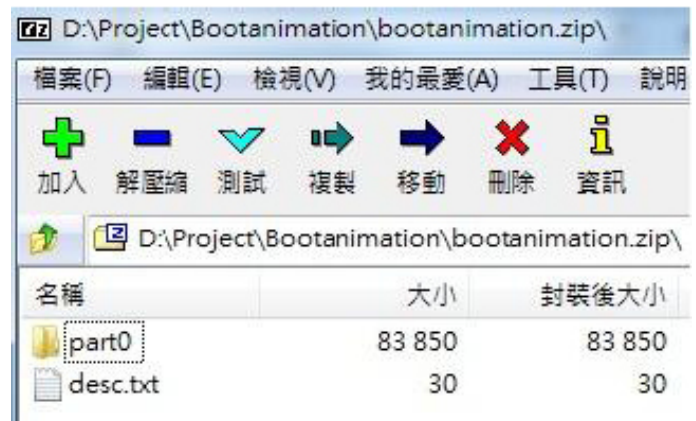 D:\Project\Bootanimation\bootanimation.zip\
檔案(F) 編輯(E) 檢視(V) 我的最愛(A) 工具(T) 說明
加入 解壓縮 測試 複製 移動 刪除 資訊
D:\Project\Bootanimation\bootanimation.zip\
名稱 大小 封裝後大小
part0 83 850 83 850
desc.txt 30 30